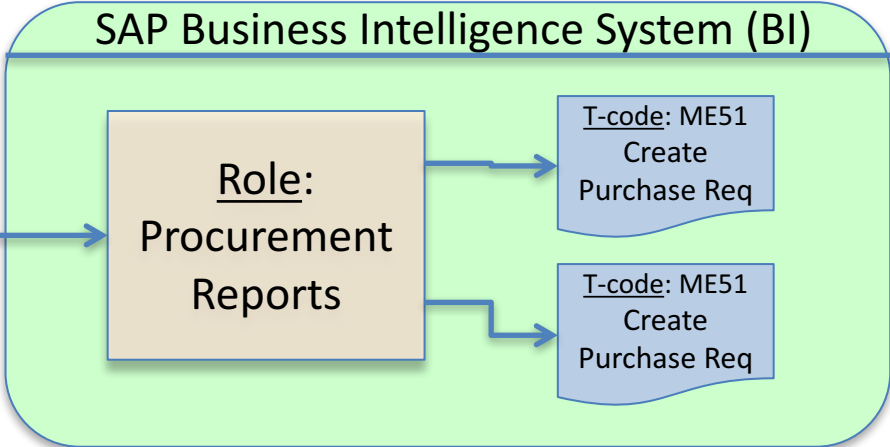 SAP Business Intelligence System (BI)
Role:
Procurement
Reports
T-code: ME51
Create
Purchase Req
T-code: ME51
Create
Purchase Req